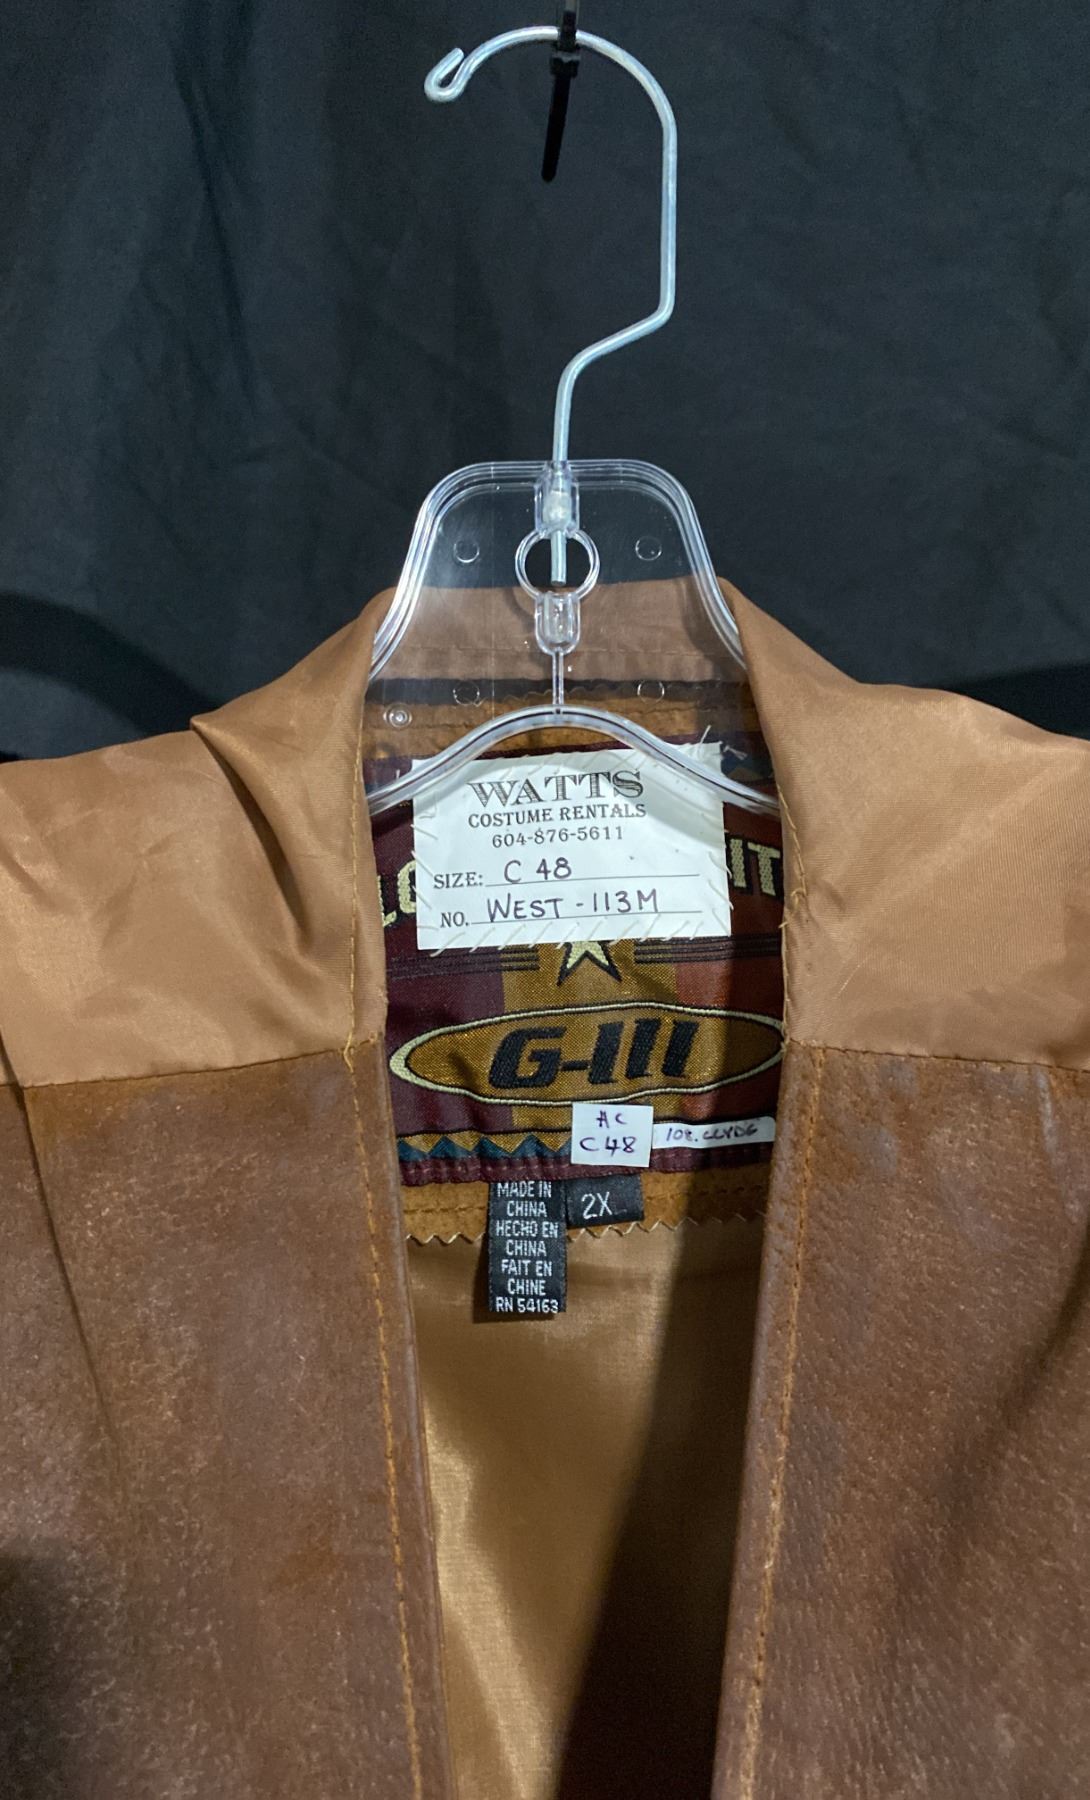 WATTS
COSTUME RENTALS
604-876-5611
SIZE: C 48
NO. WEST-113M
G-III
AC
C48
MADE IN
CHINA
HECHO EN
CHINA
FAIT EN
CHINE
RN 54163
2X